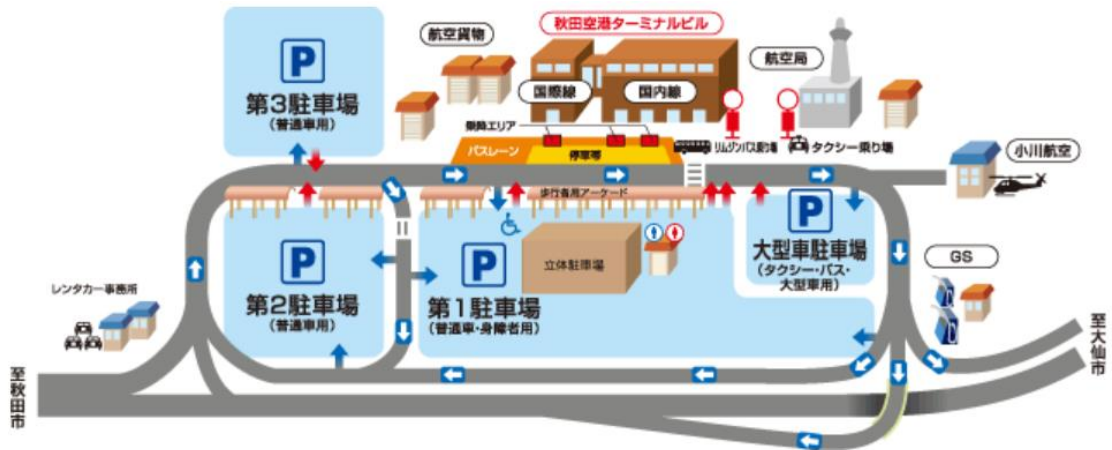 秋田空港ターミナルビル
航空貨物
国際線
国内線
航空局
P
第3駐車場
(普通車用)
乗降エリア
バスレーン
停車帯
リムジンバス乗り場
タクシー乗り場
小川航空
歩行者用アーケード
P
第2駐車場
(普通車用)
P
第1駐車場
(普通車・身障者用)
立体駐車場
P
大型車駐車場
(タクシー・バス・
大型車用)
GS
レンタカー事務所
至秋田市
至大仙市